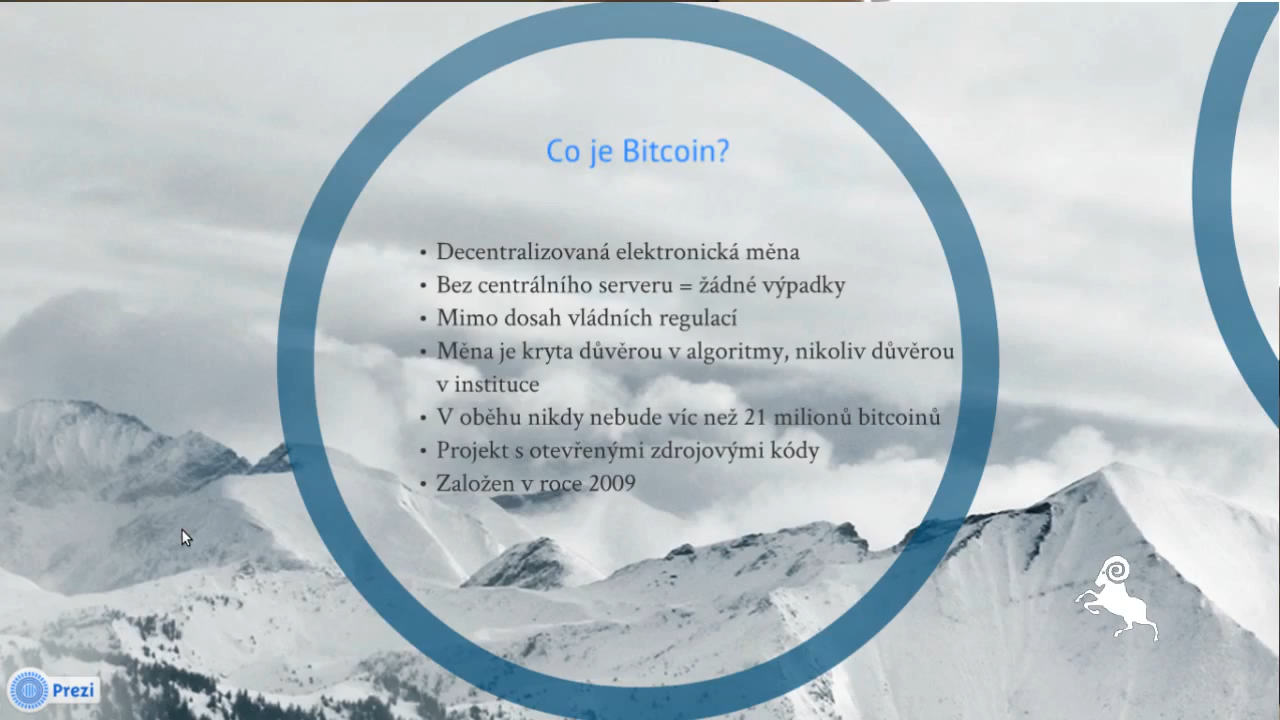 Co je Bitcoin?
• Decentralizovaná elektronická měna
• Bez centrálního serveru = žádné výpadky
• Mimo dosah vládních regulací
• Měna je kryta důvěrou v algoritmy, nikoliv důvěrou
v instituce
• V oběhu nikdy nebude víc než 21 milionů bitcoinů
• Projekt s otevřenými zdrojovými kódy
• Založen v roce 2009
Prezi